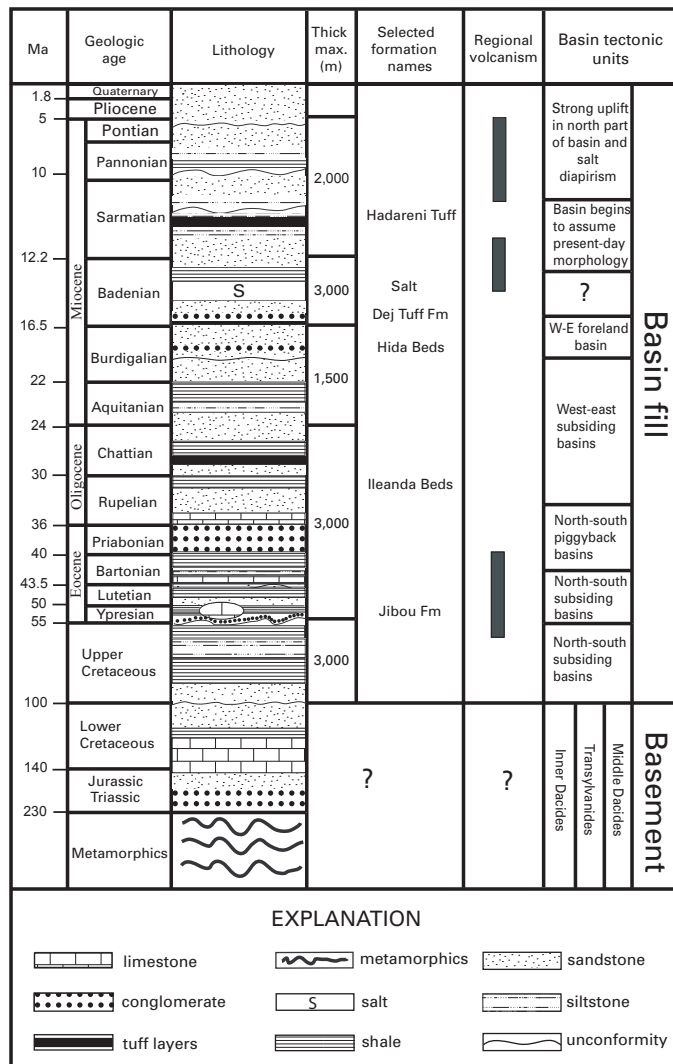 Ma
Geologic
age
Lithology
Thick
max.
(m)
Selected
formation
names
Regional
volcanism
Basin tectonic
units
1.8
5
10
12.2
16.5
22
24
30
36
40
43.5
50
55
100
140
230
Miocene
Oligocene
Eocene
Quaternary
Pliocene
Pontian
Pannonian
Sarmatian
Badenian
Burdigalian
Aquitanian
Chattian
Rupelian
Priabonian
Bartonian
Lutetian
Ypresian
Upper
Cretaceous
Lower
Cretaceous
Jurassic
Triassic
Metamorphics
S
2,000
3,000
1,500
3,000
3,000
?
Hadareni Tuff
Salt
Dej Tuff Fm
Hida Beds
Ileanda Beds
Jibou Fm
?
Strong uplift
in north part
of basin and
salt
diapirism
Basin begins
to assume
present-day
morphology
?
W-E foreland
basin
West-east
subsiding
basins
North-south
piggyback
basins
North-south
subsiding
basins
North-south
subsiding
basins
Inner Dacides
Transylvanides
Middle Dacides
Basin fill
Basement
EXPLANATION
limestone
metamorphics
sandstone
conglomerate
S
salt
siltstone
tuff layers
shale
unconformity